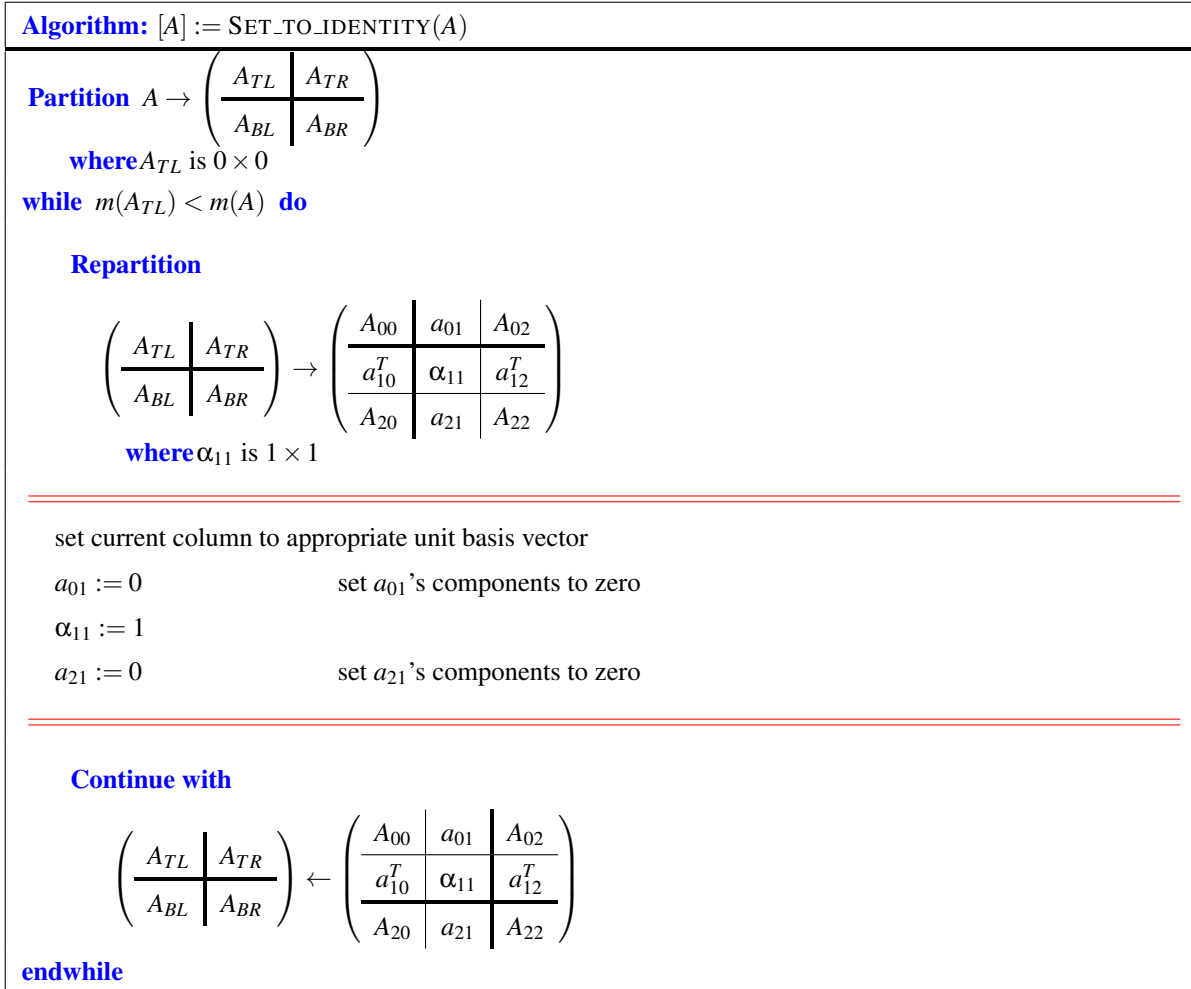 Algorithm: [A] := SET_TO_IDENTITY(A)
Partition A → ( A_TL | A_TR
A_BL | A_BR )
where A_TL is 0 × 0
while m(A_TL) < m(A) do
Repartition
( A_TL | A_TR
A_BL | A_BR ) → ( A_00 | a_01 | A_02
a_10^T | α_11 | a_12^T
A_20 | a_21 | A_22 )
where α_11 is 1 × 1
set current column to appropriate unit basis vector
a_01 := 0 set a_01's components to zero
α_11 := 1
a_21 := 0 set a_21's components to zero
Continue with
( A_TL | A_TR
A_BL | A_BR ) ← ( A_00 | a_01 | A_02
a_10^T | α_11 | a_12^T
A_20 | a_21 | A_22 )
endwhile